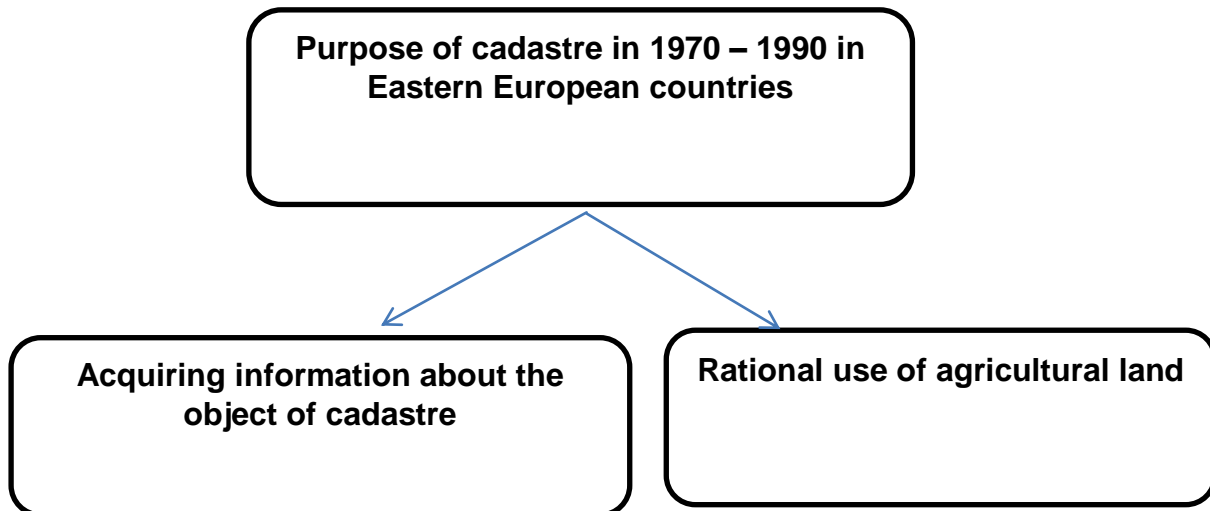 Purpose of cadastre in 1970 – 1990 in
Eastern European countries
Acquiring information about the
object of cadastre
Rational use of agricultural land